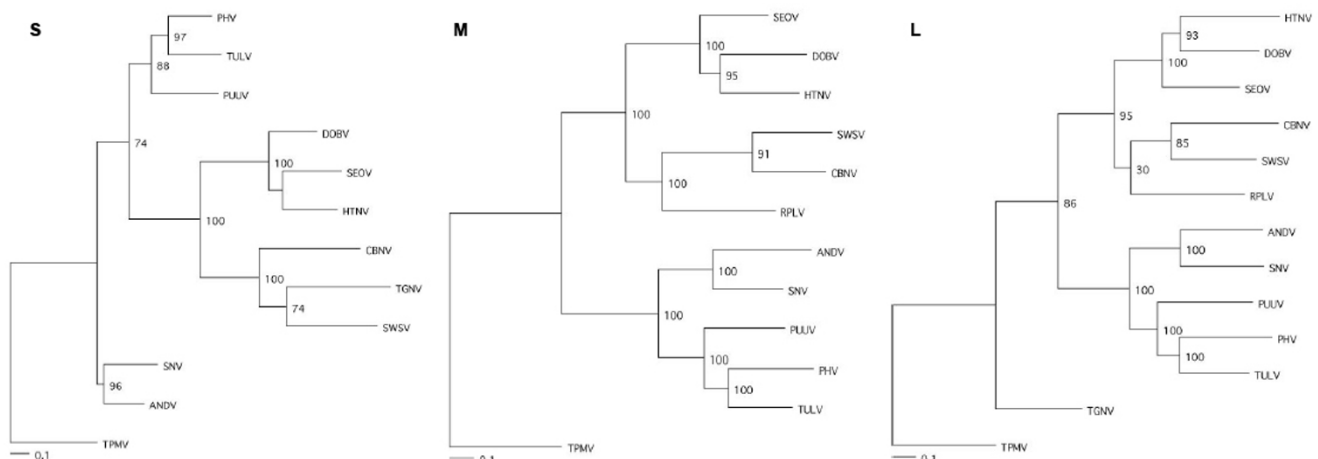 S
PHV
97
TULV
88
PUUV
74
DOBV
100
SEOV
HTNV
100
CBNV
100
TGNV
74
SWSV
SNV
96
ANDV
TPMV
0.1
M
SEOV
100
DOBV
95
HTNV
100
SWSV
91
CBNV
100
RPLV
ANDV
100
SNV
100
PUUV
100
PHV
100
TULV
TPMV
0.1
L
HTNV
93
DOBV
100
SEOV
95
CBNV
85
SWSV
30
RPLV
86
ANDV
100
SNV
100
PUUV
100
PHV
100
TULV
TGNV
TPMV
0.1